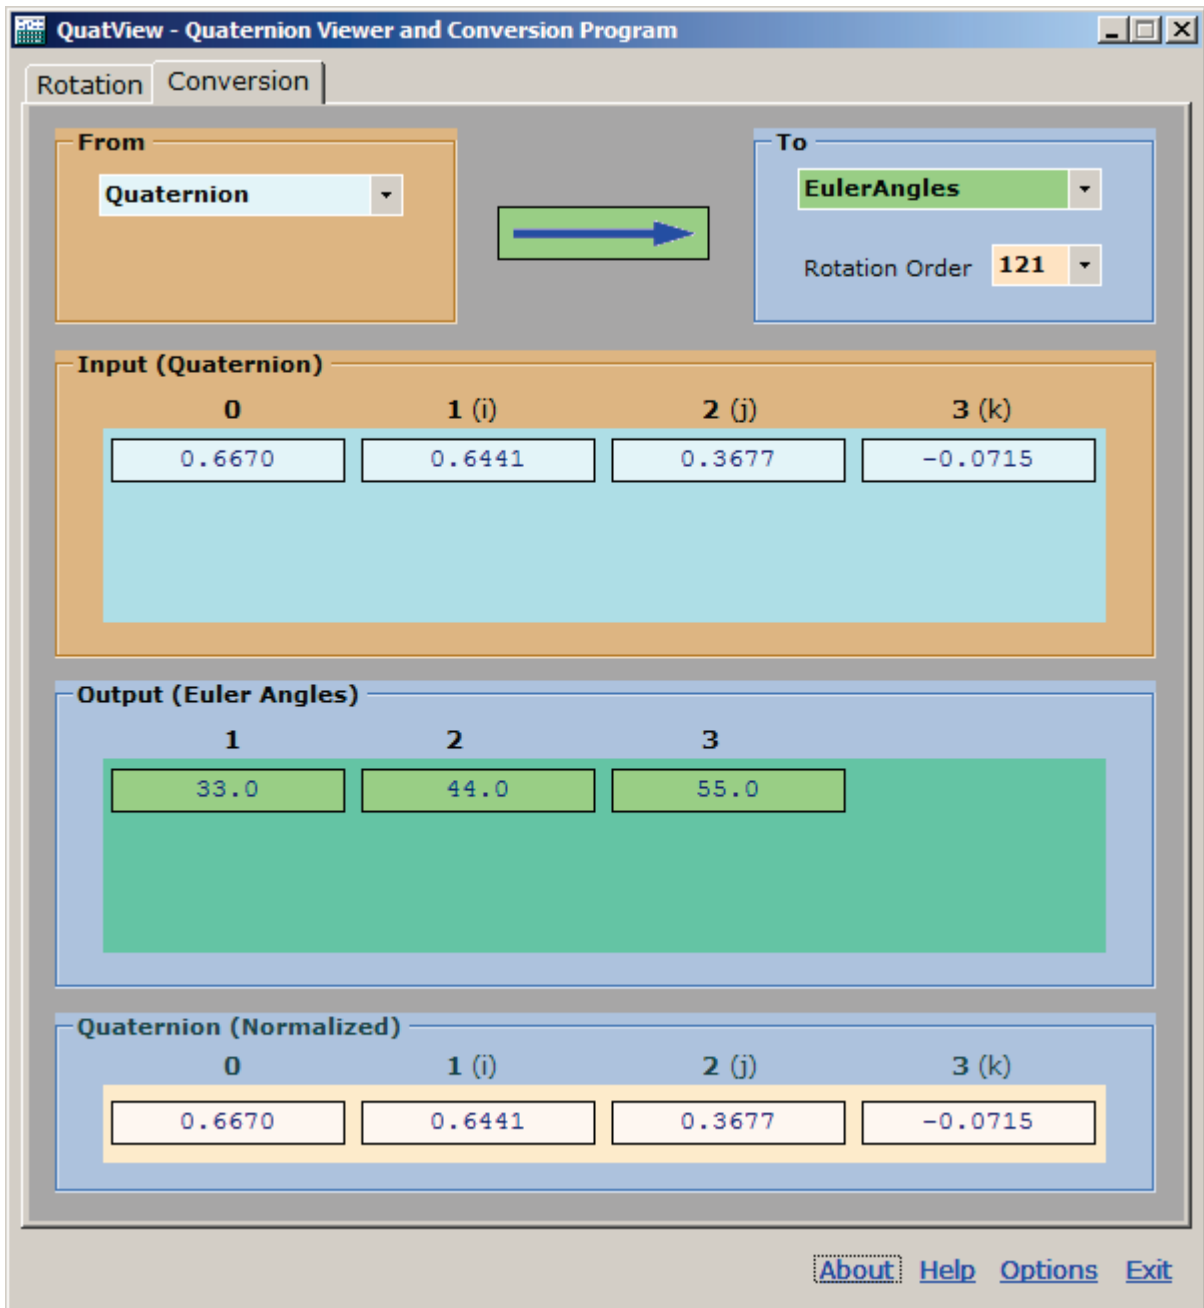 QuatView - Quaternion Viewer and Conversion Program
Rotation Conversion
From
Quaternion
To
EulerAngles
Rotation Order 121
Input (Quaternion)
0 1 (i) 2 (j) 3 (k)
0.6670 0.6441 0.3677 -0.0715
Output (Euler Angles)
1 2 3
33.0 44.0 55.0
Quaternion (Normalized)
0 1 (i) 2 (j) 3 (k)
0.6670 0.6441 0.3677 -0.0715
About Help Options Exit